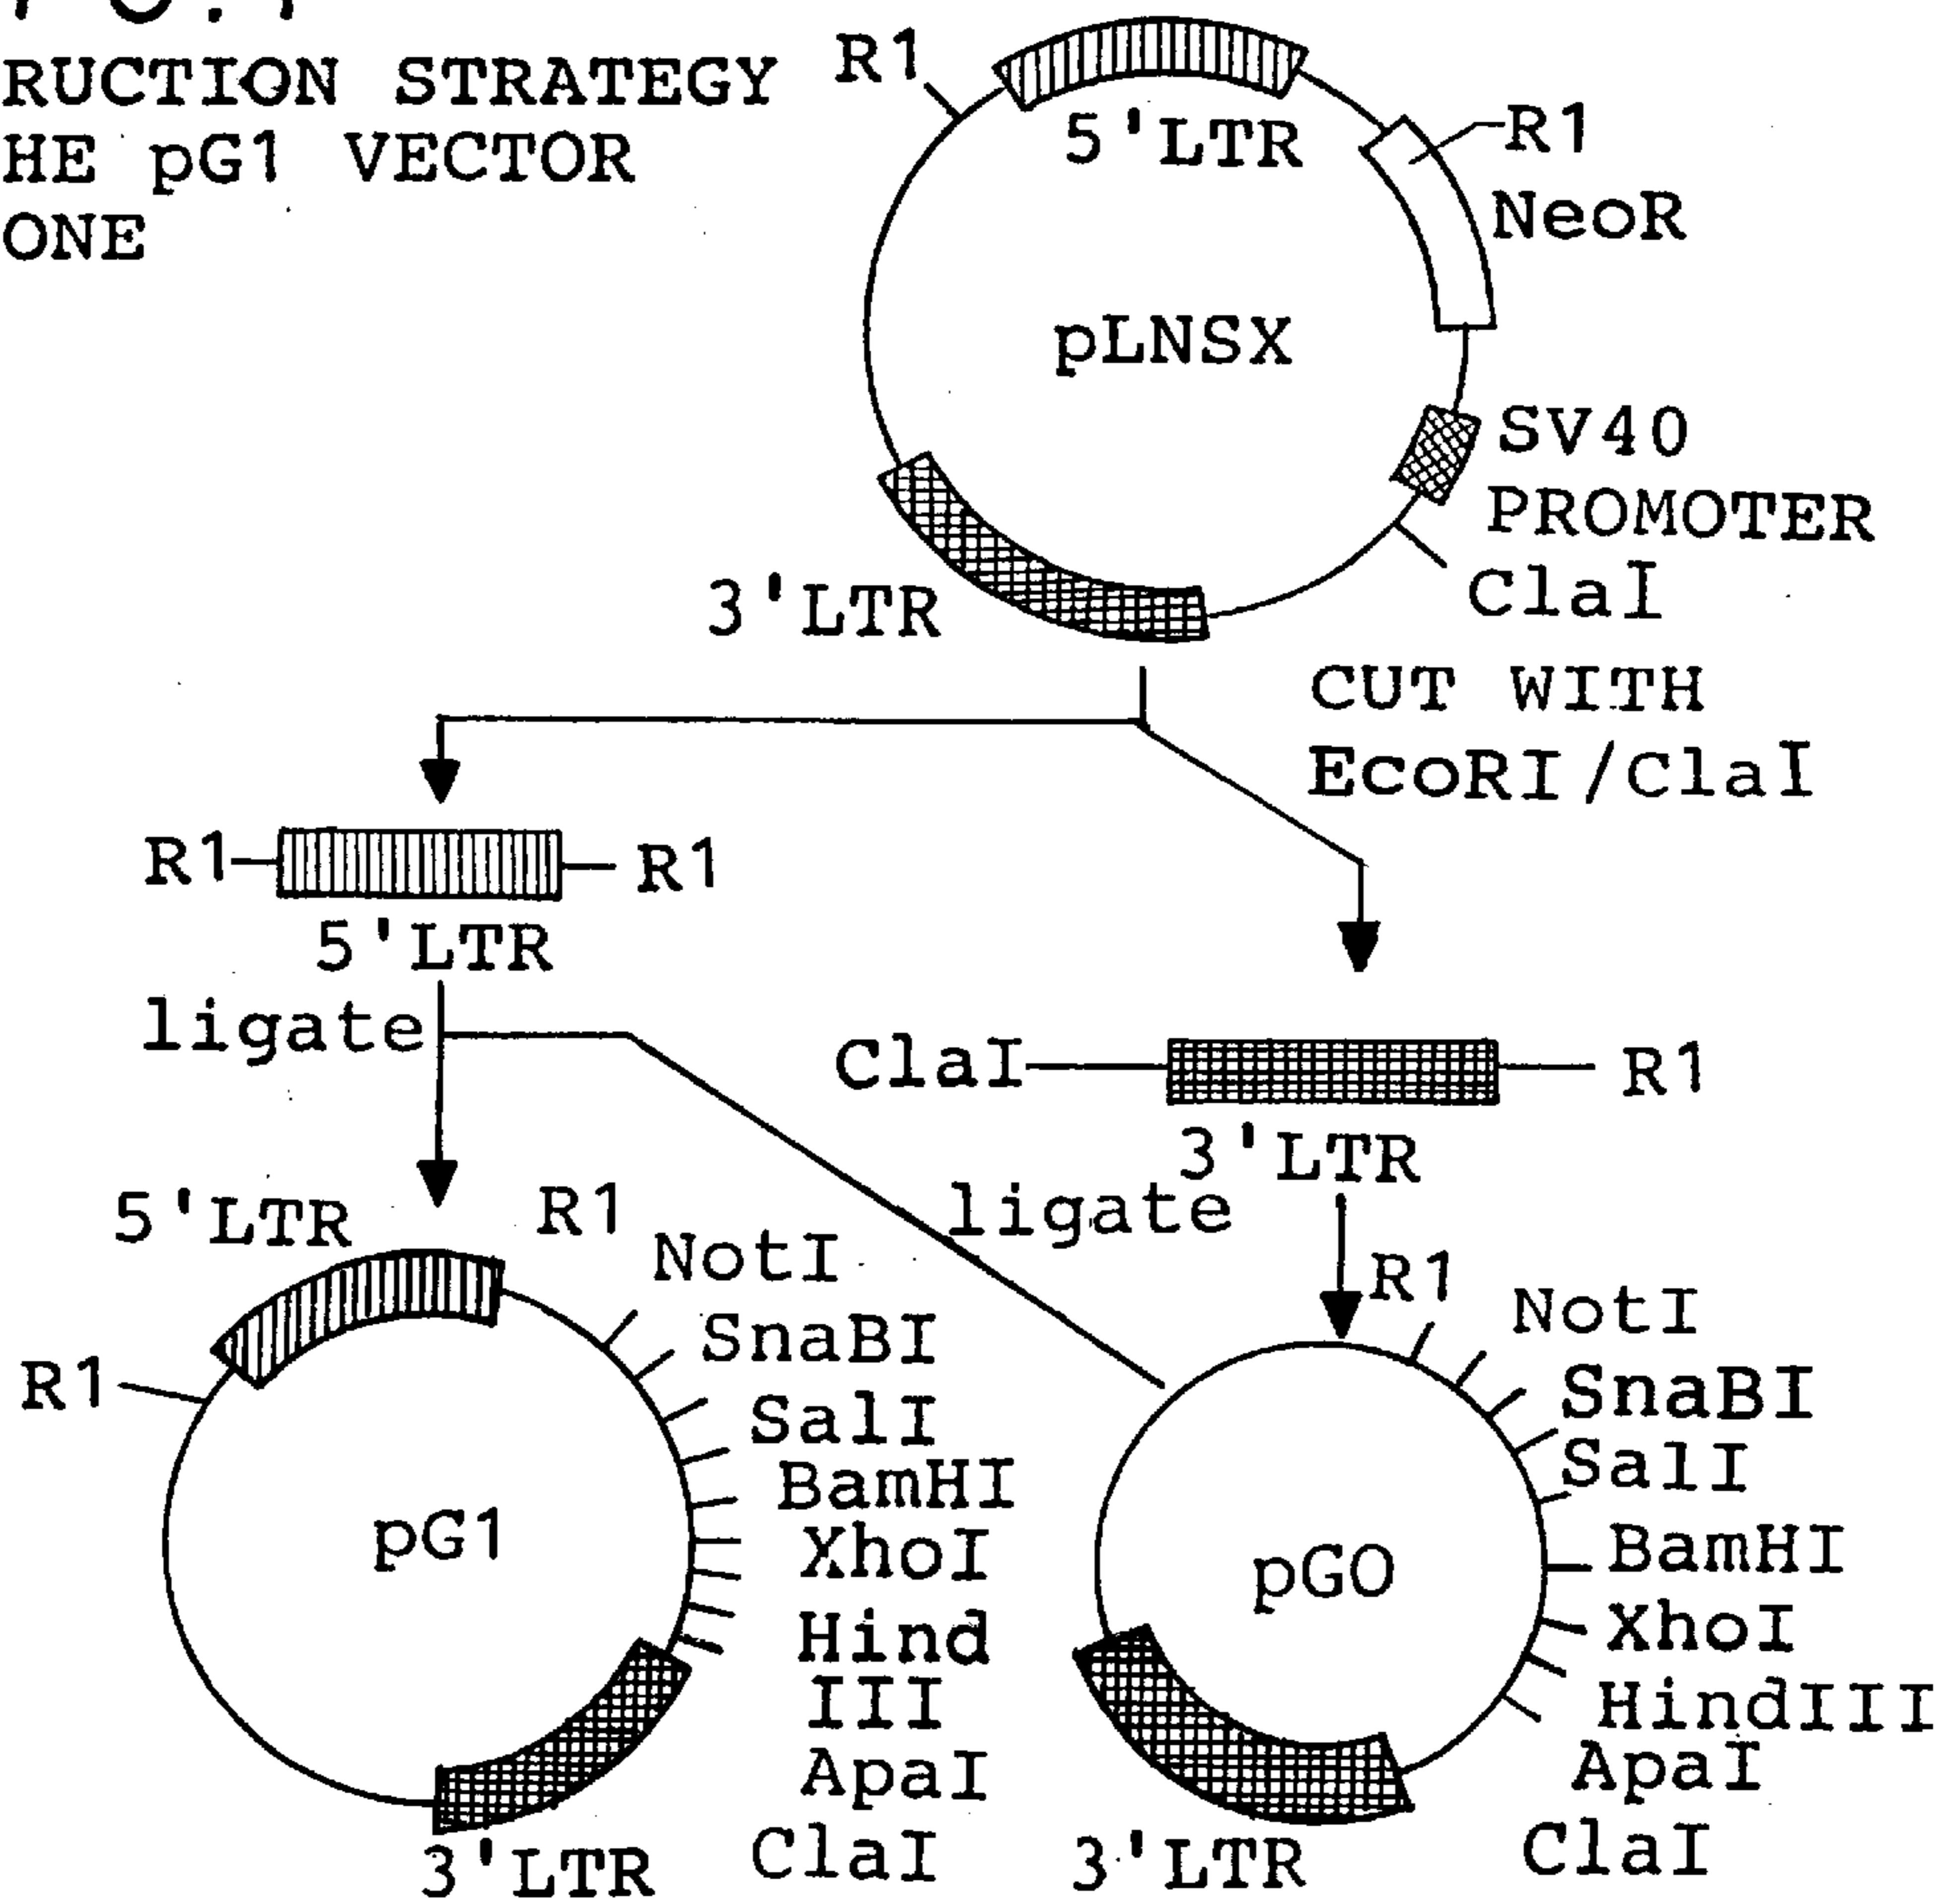 RUCTION STRATEGY
HE pG1 VECTOR
ONE
R1
5'LTR
R1
NeoR
pLNSX
SV40
PROMOTER
ClaI
3'LTR
CUT WITH
EcoRI/ClaI
R1
R1
5'LTR
ligate
ClaI
R1
3'LTR
ligate
5'LTR
R1
NotI
SnaBI
SalI
BamHI
XhoI
Hind
III
ApaI
ClaI
R1
pG1
3'LTR
R1
NotI
SnaBI
SalI
BamHI
XhoI
HindIII
ApaI
ClaI
pGO
3'LTR